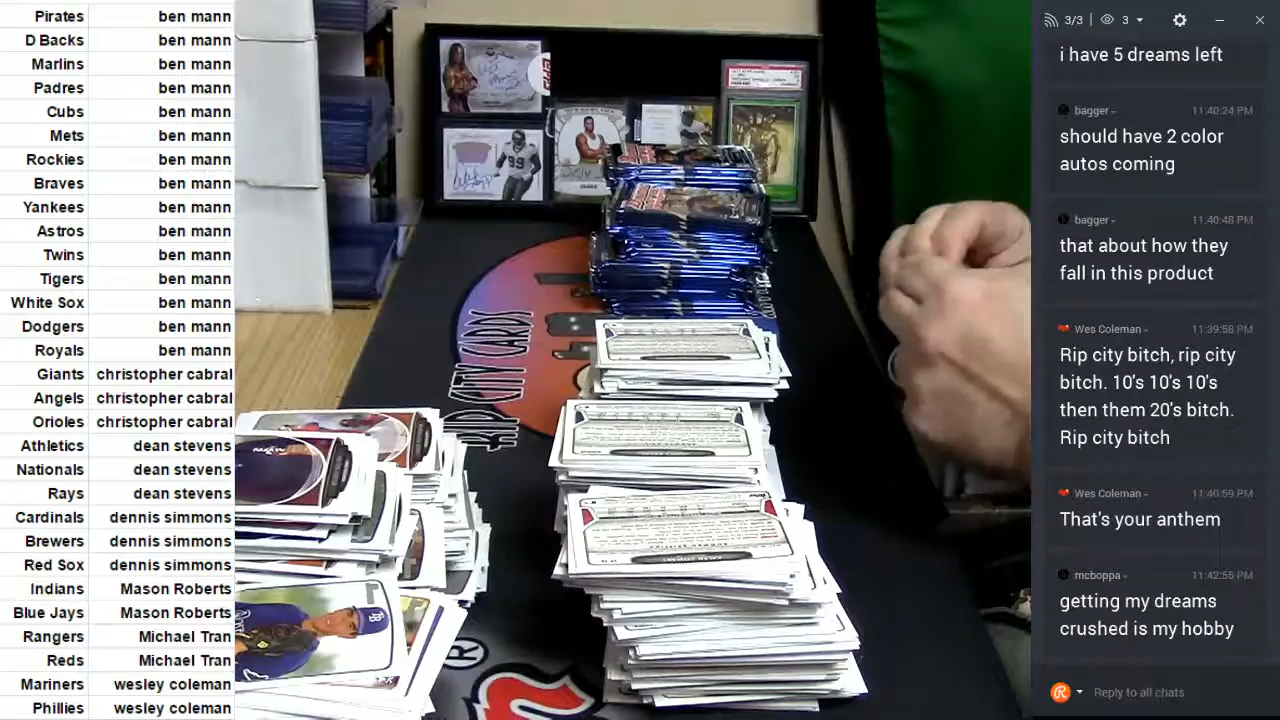 Pirates ben mann
D Backs ben mann
Marlins ben mann
Padres ben mann
Cubs ben mann
Mets ben mann
Rockies ben mann
Braves ben mann
Yankees ben mann
Astros ben mann
Twins ben mann
Tigers ben mann
White Sox ben mann
Dodgers ben mann
Royals ben mann
Giants christopher cabral
Angels christopher cabral
Orioles christopher cabral
Athletics dean stevens
Nationals dean stevens
Rays dean stevens
Cardinals dennis simmons
Brewers dennis simmons
Red Sox dennis simmons
Indians Mason Roberts
Blue Jays Mason Roberts
Rangers Michael Tran
Reds Michael Tran
Mariners wesley coleman
Phillies wesley coleman
99
RIP CITY CARDS
®
3/3 3
i have 5 dreams left
bagger 11:40:24 PM
should have 2 color
autos coming
bagger 11:40:48 PM
that about how they
fall in this product
Wes Coleman 11:39:58 PM
Rip city bitch, rip city
bitch. 10's 10's 10's
then them 20's bitch.
Rip city bitch
Wes Coleman 11:40:59 PM
That's your anthem
mcboppa 11:42:55 PM
getting my dreams
crushed is my hobby
Reply to all chats